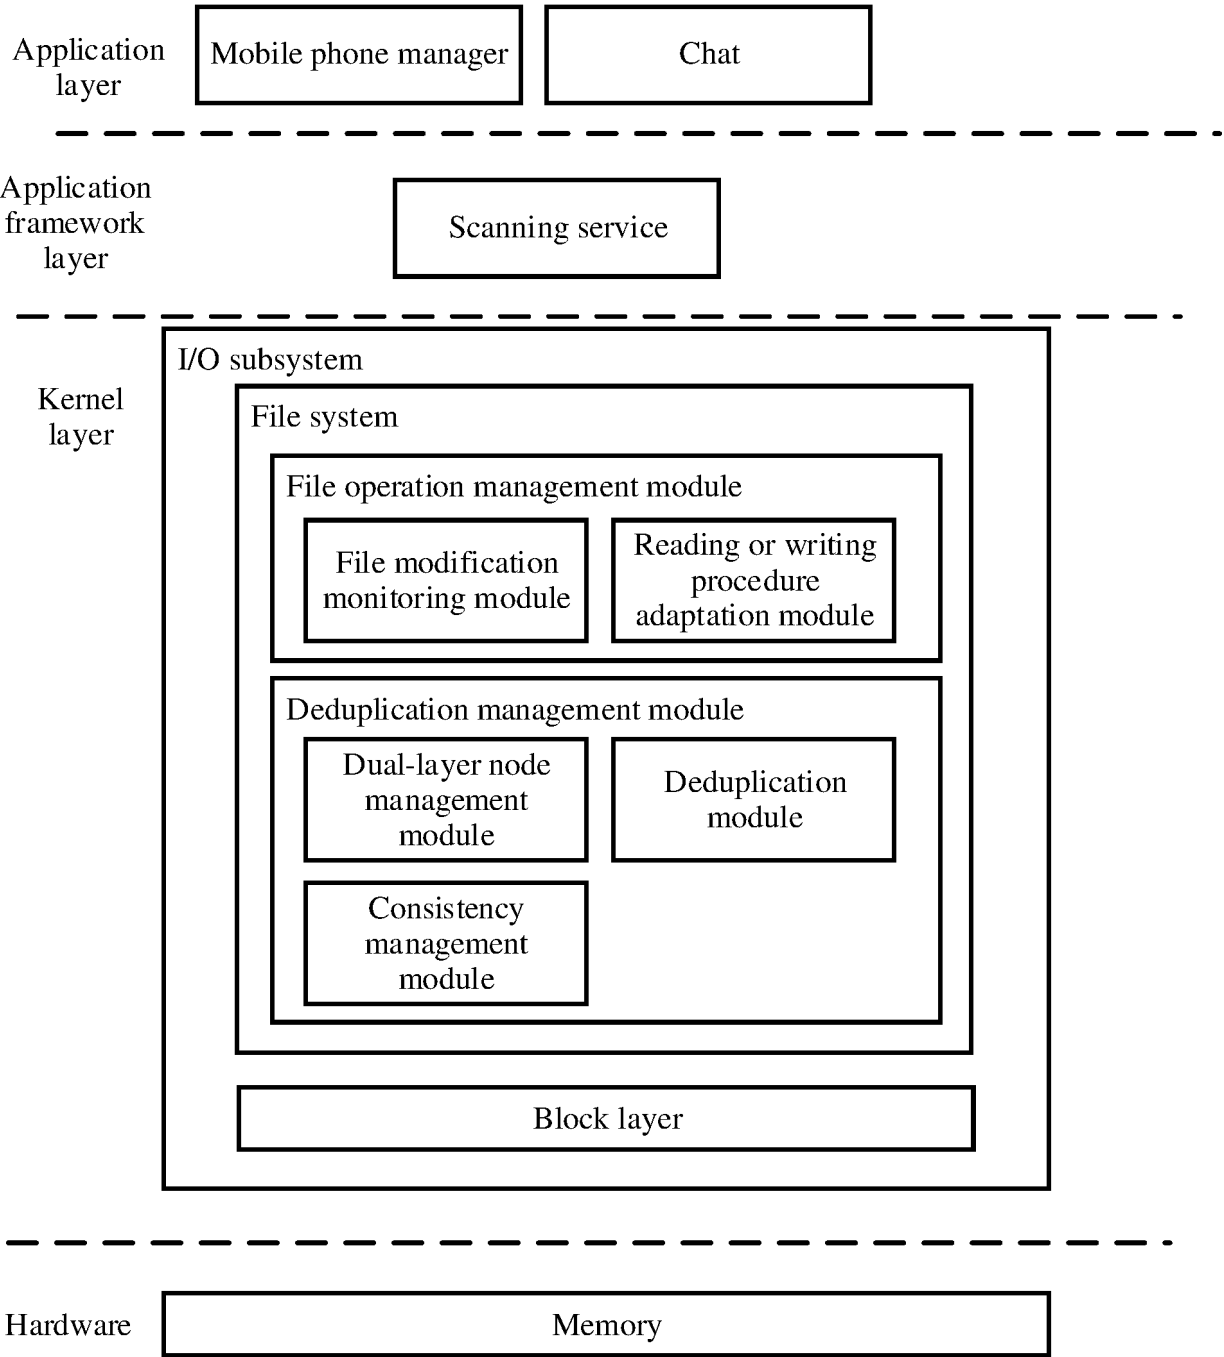 Application
layer
Mobile phone manager
Chat
Application
framework
layer
Scanning service
Kernel
layer
I/O subsystem
File system
File operation management module
File modification
monitoring module
Reading or writing
procedure
adaptation module
Deduplication management module
Dual-layer node
management
module
Deduplication
module
Consistency
management
module
Block layer
Hardware
Memory